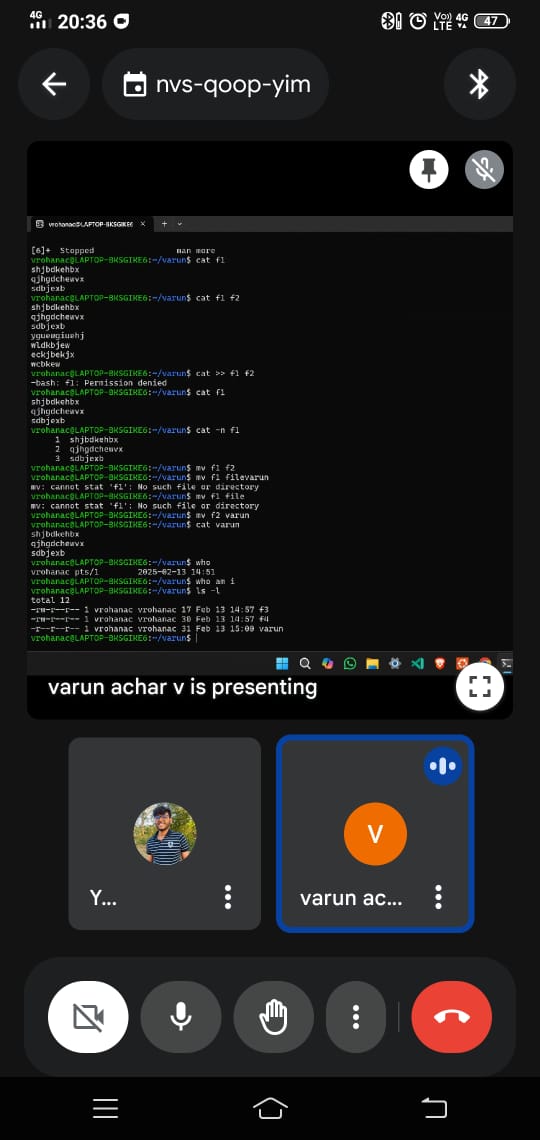 4G 20:36 Vo) LTE 4G 47
nvs-qoop-yim
vrohanac@LAPTOP-BKSGIKE6
[6]+ Stopped man more
vrohanac@LAPTOP-BKSGIKE6:~/varun$ cat f1
shjbdkehbx
qjhgdchewvx
sdbjexb
vrohanac@LAPTOP-BKSGIKE6:~/varun$ cat f1 f2
shjbdkehbx
qjhgdchewvx
sdbjexb
yguewgiuehj
wldkbjew
eckjbekjx
wcbkew
vrohanac@LAPTOP-BKSGIKE6:~/varun$ cat >> f1 f2
-bash: f1: Permission denied
vrohanac@LAPTOP-BKSGIKE6:~/varun$ cat f1
shjbdkehbx
qjhgdchewvx
sdbjexb
vrohanac@LAPTOP-BKSGIKE6:~/varun$ cat -n f1
1 shjbdkehbx
2 qjhgdchewvx
3 sdbjexb
vrohanac@LAPTOP-BKSGIKE6:~/varun$ mv f1 f2
vrohanac@LAPTOP-BKSGIKE6:~/varun$ mv f1 filevarun
mv: cannot stat 'f1': No such file or directory
vrohanac@LAPTOP-BKSGIKE6:~/varun$ mv f1 file
mv: cannot stat 'f1': No such file or directory
vrohanac@LAPTOP-BKSGIKE6:~/varun$ mv f2 varun
vrohanac@LAPTOP-BKSGIKE6:~/varun$ cat varun
shjbdkehbx
qjhgdchewvx
sdbjexb
vrohanac@LAPTOP-BKSGIKE6:~/varun$ who
vrohanac pts/1 2025-02-13 14:51
vrohanac@LAPTOP-BKSGIKE6:~/varun$ who am i
vrohanac@LAPTOP-BKSGIKE6:~/varun$ ls -l
total 12
-rw-r--r-- 1 vrohanac vrohanac 17 Feb 13 14:57 f3
-rw-r--r-- 1 vrohanac vrohanac 30 Feb 13 14:57 f4
-r--r--r-- 1 vrohanac vrohanac 31 Feb 13 15:00 varun
vrohanac@LAPTOP-BKSGIKE6:~/varun$
varun achar v is presenting
V
Y...
varun ac...